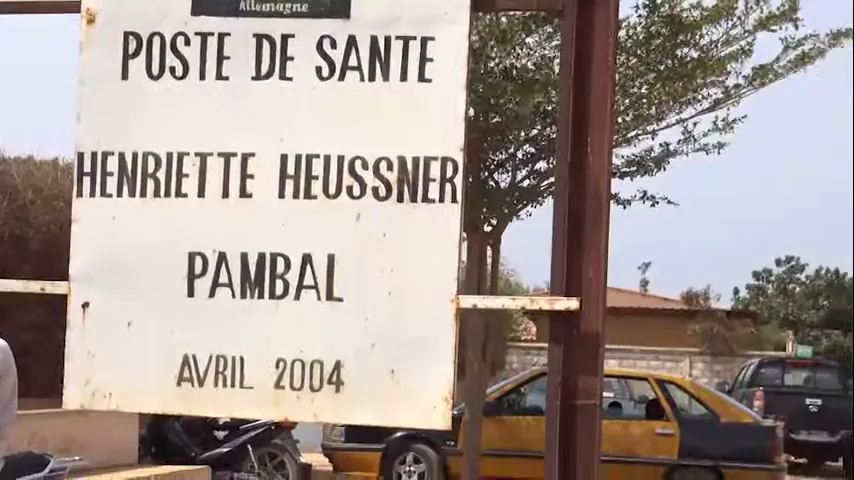 Allemagne
POSTE DE SANTE
HENRIETTE HEUSSNER
PAMBAL
AVRIL 2004